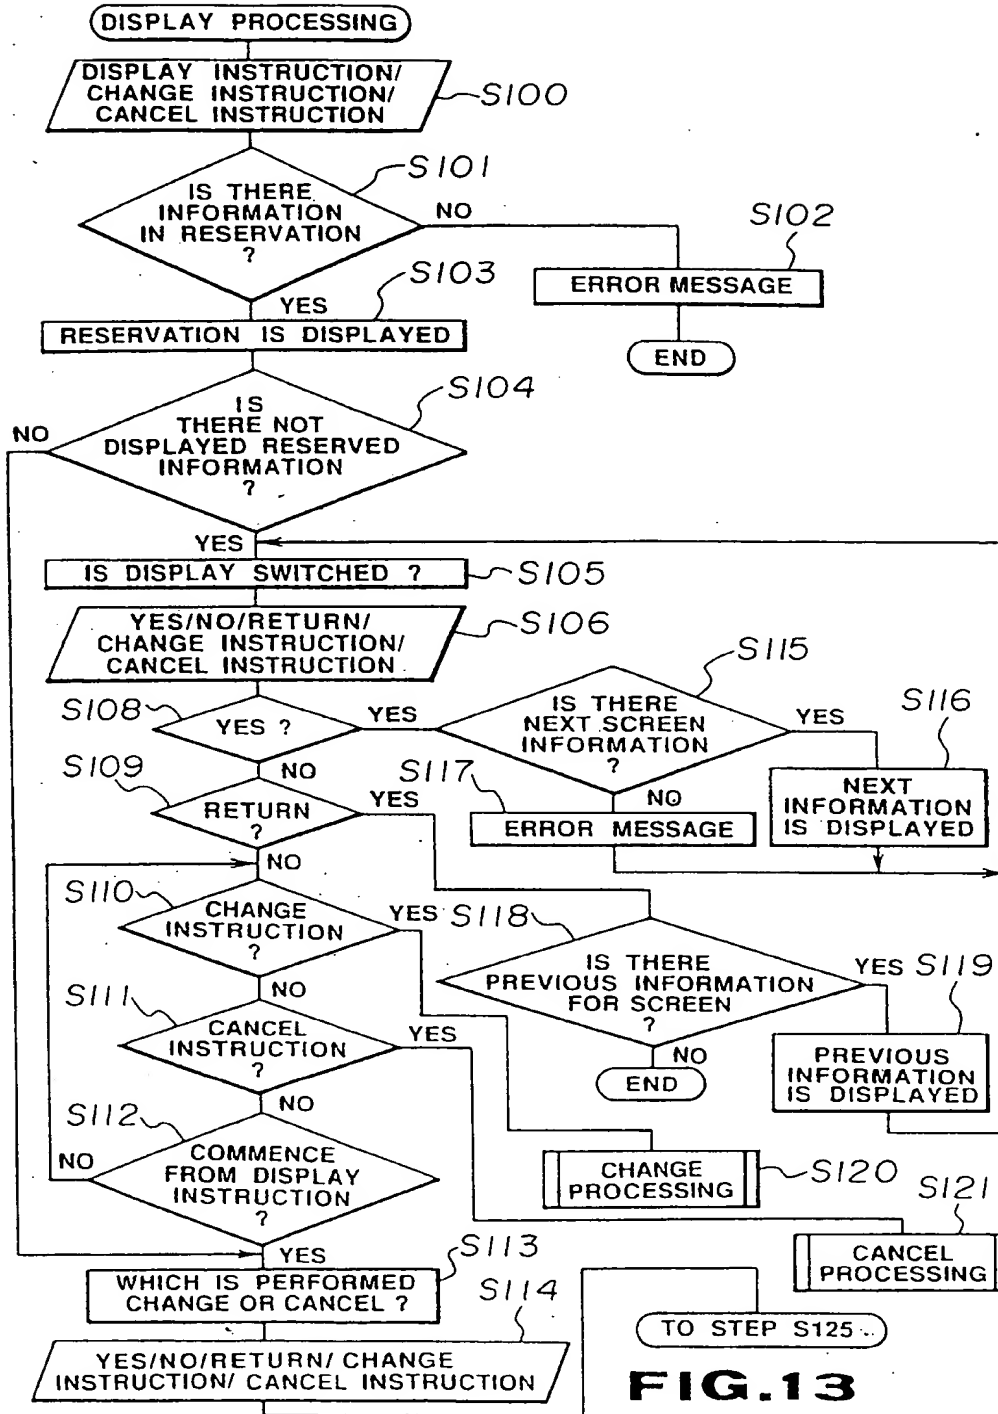 DISPLAY PROCESSING
DISPLAY INSTRUCTION/
CHANGE INSTRUCTION/
CANCEL INSTRUCTION
S100
S101
IS THERE
INFORMATION
IN RESERVATION
?
NO
S102
ERROR MESSAGE
END
S103
YES
RESERVATION IS DISPLAYED
S104
IS
THERE NOT
DISPLAYED RESERVED
INFORMATION
?
NO
YES
IS DISPLAY SWITCHED ?
S105
YES/NO/RETURN/
CHANGE INSTRUCTION/
CANCEL INSTRUCTION
S106
S108
YES ?
YES
S115
IS THERE
NEXT SCREEN
INFORMATION
?
YES
S116
NEXT
INFORMATION
IS DISPLAYED
NO
S109
RETURN
?
YES
S117
NO
ERROR MESSAGE
NO
S110
CHANGE
INSTRUCTION
?
YES
S118
IS THERE
PREVIOUS INFORMATION
FOR SCREEN
?
YES
S119
PREVIOUS
INFORMATION
IS DISPLAYED
NO
END
NO
S111
CANCEL
INSTRUCTION
?
YES
NO
S112
COMMENCE
FROM DISPLAY
INSTRUCTION
?
NO
CHANGE
PROCESSING
S120
S121
CANCEL
PROCESSING
YES
S113
WHICH IS PERFORMED
CHANGE OR CANCEL ?
S114
YES/NO/RETURN/ CHANGE
INSTRUCTION/ CANCEL INSTRUCTION
TO STEP S125
FIG.13